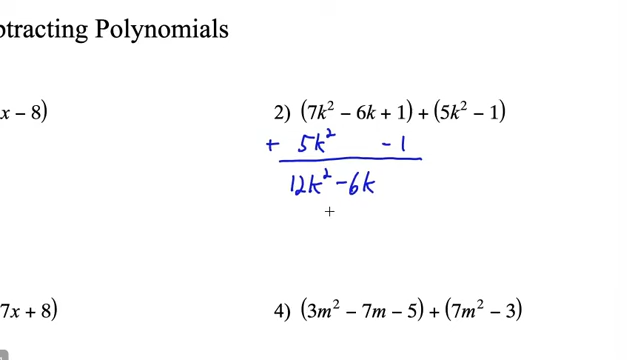 btracting Polynomials
x − 8)
2) (7k² − 6k + 1) + (5k² − 1)
+ 5k² - 1
12k² - 6k
7x + 8)
4) (3m² − 7m − 5) + (7m² − 3)